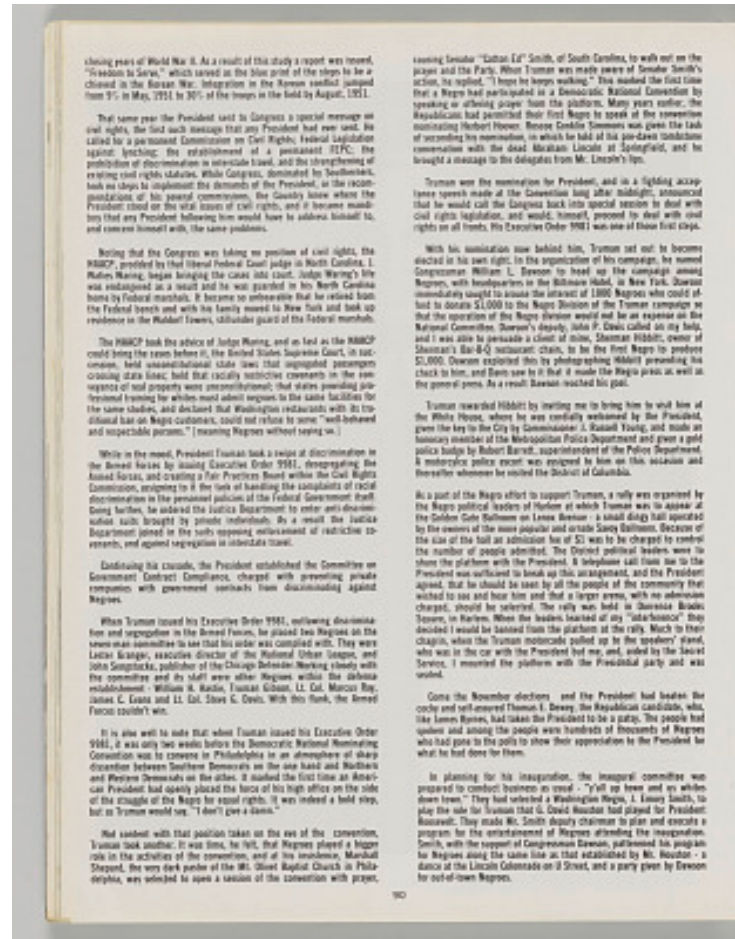 closing years of World War II. As a result of this study a report was issued,
"Freedom to Serve," which served as the blue print of the steps to be a-
chieved in the Korean War. Integration in the Korean conflict jumped
from 9% in May, 1951 to 30% of the troops in the field by August, 1951.
That same year the President sent to Congress a special message on
civil rights, the first such message that any President had ever sent. He
called for a permanent Commission on Civil Rights; Federal Legislation
against lynching; the establishment of a permanent FEPC; the
prohibition of discrimination in interstate travel, and the strengthening of
existing civil rights statutes. While Congress, dominated by Southerners,
took no steps to implement the demands of the President, or the recom-
mendations of his special commission, the Country knew where the
President stood on the vital issues of civil rights, and it became manda-
tory that any President following him would have to address himself to,
and concern himself with, the same problems.
Noting that the Congress was taking no position of civil rights, the
NAACP, prodded by that liberal Federal Court judge in North Carolina, J.
Waties Waring, began bringing the cases into court. Judge Waring's life
was endangered as a result and he was guarded in his North Carolina
home by Federal marshals. It became so unbearable that he retired from
the Federal bench and with his family moved to New York and took up
residence in the Waldorf Towers, still under guard of the Federal marshals.
The NAACP took the advice of Judge Waring, and as fast as the NAACP
could bring the cases before it, the United States Supreme Court, in suc-
cession, held unconstitutional state laws that segregated passengers
crossing state lines; held that racially restrictive covenants in the con-
veyance of real property were unconstitutional; that states providing pro-
fessional training for whites must admit negroes to the same facilities for
the same studies, and declared that Washington restaurants with its tra-
ditional ban on Negro customers, could not refuse to serve "well-behaved
and respectable persons." [meaning Negroes without saying so.]
While in the mood, President Truman took a swipe at discrimination in
the Armed Forces by issuing Executive Order 9981, desegregating the
Armed Forces, and creating a Fair Practices Board within the Civil Rights
Commission, assigning to it the task of handling the complaints of racial
discrimination in the personnel policies of the Federal Government itself.
Going further, he ordered the Justice Department to enter anti-discrimi-
nation suits brought by private individuals. As a result the Justice
Department joined in the suits opposing enforcement of restrictive co-
venants, and against segregation in interstate travel.
Continuing his crusade, the President established the Committee on
Government Contract Compliance, charged with preventing private
companies with government contracts from discriminating against
Negroes.
When Truman issued his Executive Order 9981, outlawing discrimina-
tion and segregation in the Armed Forces, he placed two Negroes on the
seven-man committee to see that his order was complied with. They were
Lester Granger, executive director of the National Urban League, and
John Sengstacke, publisher of the Chicago Defender. Working closely with
the committee and its staff were other Negroes within the defense
establishment - William H. Hastie, Truman Gibson, Lt. Col. Marcus Ray,
James C. Evans and Lt. Col. Steve G. Davis. With this flank, the Armed
Forces couldn't win.
It is also well to note that when Truman issued his Executive Order
9981, it was only two weeks before the Democratic National Nominating
Convention was to convene in Philadelphia in an atmosphere of sharp
dissention between Southern Democrats on the one hand and Northern
and Western Democrats on the other. It marked the first time an Ameri-
can President had openly placed the force of his high office on the side
of the struggle of the Negro for equal rights. It was indeed a bold step,
but as Truman would say, "I don't give a damn."
Not content with that position taken on the eve of the convention,
Truman took another. It was time, he felt, that Negroes played a bigger
role in the activities of the convention, and at his insistence, Marshall
Shepard, the very dark pastor of the Mt. Olivet Baptist Church in Phila-
delphia, was selected to open a session of the convention with prayer,
causing Senator "Cotton Ed" Smith, of South Carolina, to walk out on the
prayer and the Party. When Truman was made aware of Senator Smith's
action, he replied, "I hope he keeps walking." This marked the first time
that a Negro had participated in a Democratic National Convention by
speaking or offering prayer from the platform. Many years earlier, the
Republicans had permitted their first Negro to speak of the convention
nominating Herbert Hoover. Roscoe Conklin Simmons was given the task
of seconding his nomination, in which he told of his pre-dawn tombstone
conversation with the dead Abraham Lincoln at Springfield, and he
brought a message to the delegates from Mr. Lincoln's lips.
Truman won the nomination for President, and in a fighting accep-
tance speech made at the Convention long after midnight, announced
that he would call the Congress back into special session to deal with
civil rights legislation, and would, himself, proceed to deal with civil
rights on all fronts. His Executive Order 9981 was one of those first steps.
With his nomination now behind him, Truman set out to become
elected in his own right. In the organization of his campaign, he named
Congressman William L. Dawson to head up the campaign among
Negroes, with headquarters in the Biltmore Hotel, in New York. Dawson
immediately sought to arouse the interest of 1000 Negroes who could af-
ford to donate $1,000 to the Negro Division of the Truman campaign so
that the operation of the Negro division would not be an expense on the
National Committee. Dawson's deputy, John P. Davis called on my help,
and I was able to persuade a client of mine, Sherman Hibbitt, owner of
Sherman's Bar-B-Q restaurant chain, to be the first Negro to produce
$1,000. Dawson exploited this by photographing Hibbitt presenting his
check to him, and Davis saw to it that it made the Negro press as well as
the general press. As a result Dawson reached his goal.
Truman rewarded Hibbitt by inviting me to bring him to visit him at
the White House, where he was cordially welcomed by the President,
given the key to the City by Commissioner J. Russell Young, and made an
honorary member of the Metropolitan Police Department and given a gold
police badge by Robert Barrett, superintendent of the Police Department.
A motorcycle police escort was assigned to him on this occasion and
thereafter whenever he visited the District of Columbia.
As a part of the Negro effort to support Truman, a rally was organized by
the Negro political leaders of Harlem at which Truman was to appear at
the Golden Gate Ballroom on Lenox Avenue - a small dingy hall operated
by the owners of the more popular and ornate Savoy Ballroom. Because of
the size of the hall an admission fee of $1 was to be charged to control
the number of people admitted. The District political leaders were to
share the platform with the President. A telephone call from me to the
President was sufficient to break up this arrangement, and the President
agreed, that he should be seen by all the people of the community that
wished to see and hear him and that a larger arena, with no admission
charged, should be selected. The rally was held in Dorrence Brooks
Square, in Harlem. When the leaders learned of my "interference" they
decided I would be banned from the platform at the rally. Much to their
chagrin, when the Truman motorcade pulled up to the speakers' stand,
who was in the car with the President but me, and, aided by the Secret
Service, I mounted the platform with the Presidential party and was
seated.
Came the November elections and the President had beaten the
cocky and self-assured Thomas E. Dewey, the Republican candidate, who,
like James Byrnes, had taken the President to be a patsy. The people had
spoken and among the people were hundreds of thousands of Negroes
who had gone to the polls to show their appreciation to the President for
what he had done for them.
In planning for his inauguration, the inaugural committee was
prepared to conduct business as usual - "y'all up town and us whites
down town." They had selected a Washington Negro, J. Emory Smith, to
play the role for Truman that G. David Houston had played for President
Roosevelt. They made Mr. Smith deputy chairman to plan and execute a
program for the entertainment of Negroes attending the inauguration.
Smith, with the support of Congressman Dawson, patterned his program
for Negroes along the same line as that established by Mr. Houston - a
dance at the Lincoln Colonnade on U Street, and a party given by Dawson
for out-of-town Negroes.